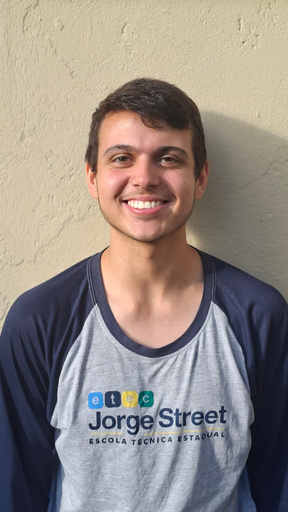 etec
Jorge Street
ESCOLA TÉCNICA ESTADUAL